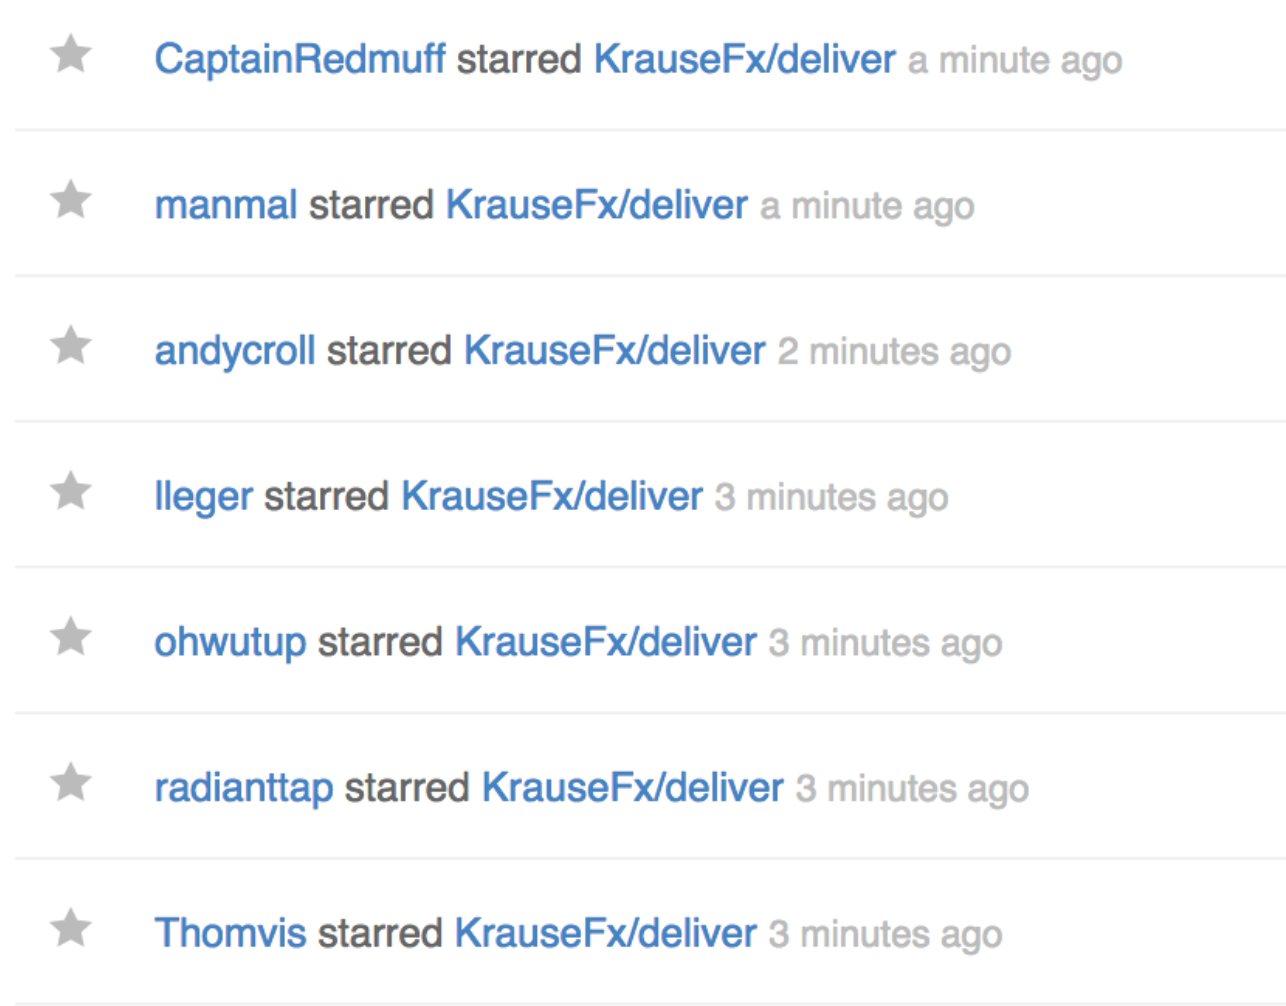 CaptainRedmuff starred KrauseFx/deliver a minute ago
manmal starred KrauseFx/deliver a minute ago
andycroll starred KrauseFx/deliver 2 minutes ago
lleger starred KrauseFx/deliver 3 minutes ago
ohwutup starred KrauseFx/deliver 3 minutes ago
radianttap starred KrauseFx/deliver 3 minutes ago
Thomvis starred KrauseFx/deliver 3 minutes ago